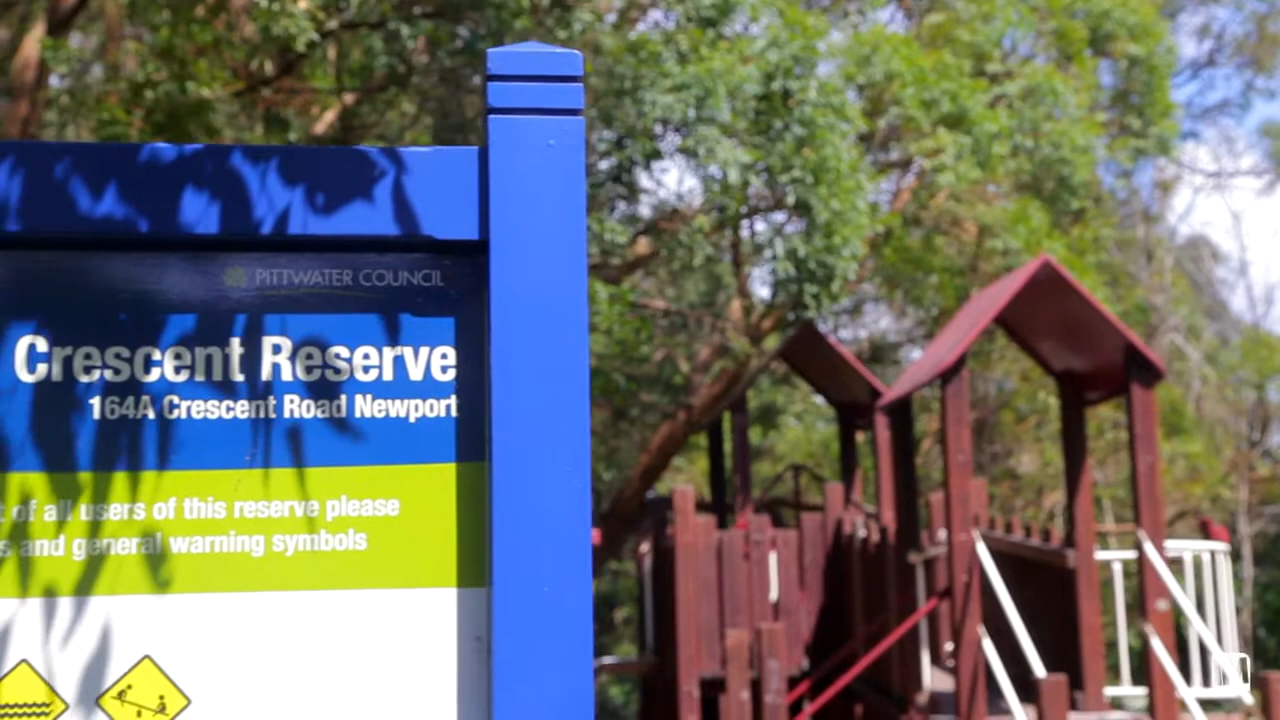 PITTWATER COUNCIL
Crescent Reserve
164A Crescent Road Newport
of all users of this reserve please
and general warning symbols